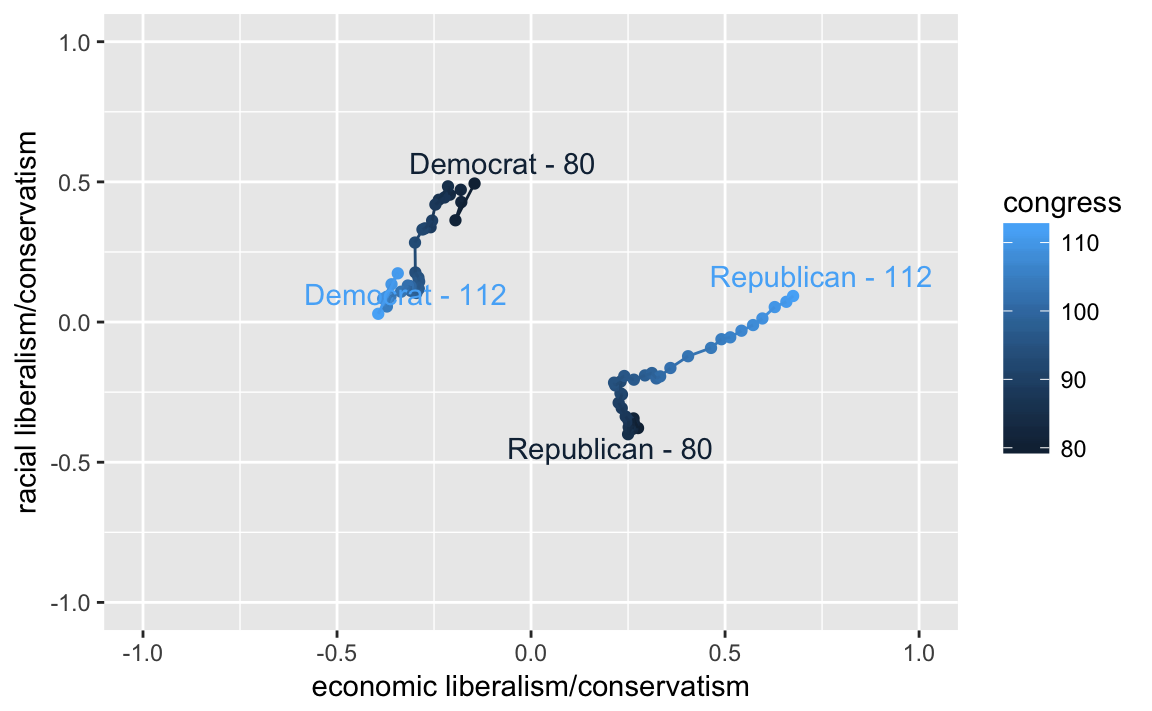 1.0
0.5
0.0
-0.5
-1.0
racial liberalism/conservatism
Democrat - 80
Democrat - 112
Republican - 112
Republican - 80
-1.0
-0.5
0.0
0.5
1.0
economic liberalism/conservatism
congress
110
100
90
80